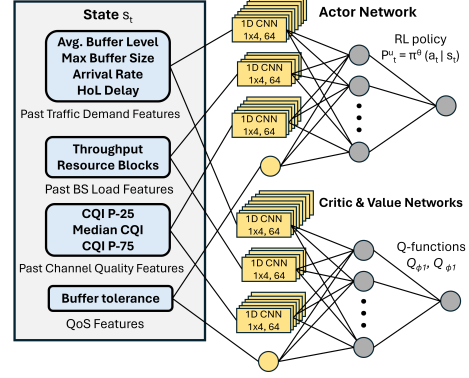 State s_t
Avg. Buffer Level
Max Buffer Size
Arrival Rate
HoL Delay
Past Traffic Demand Features
Throughput
Resource Blocks
Past BS Load Features
CQI P-25
Median CQI
CQI P-75
Past Channel Quality Features
Buffer tolerance
QoS Features
Actor Network
1D CNN
1x4, 64
1D CNN
1x4, 64
1D CNN
1x4, 64
RL policy
P^u_t = π^θ (a_t | s_t)
Critic & Value Networks
1D CNN
1x4, 64
1D CNN
1x4, 64
1D CNN
1x4, 64
Q-functions
Q_ϕ1, Q_ϕ1